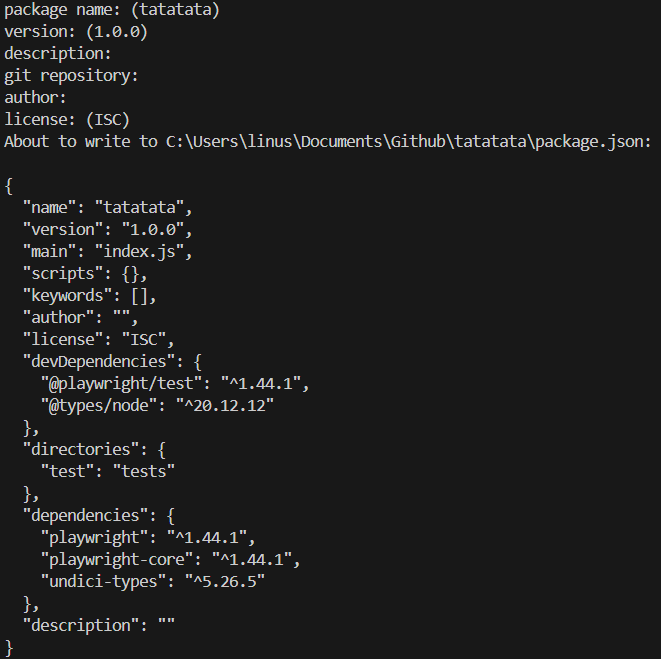 package name: (tatatata)
version: (1.0.0)
description:
git repository:
author:
license: (ISC)
About to write to C:\Users\linus\Documents\Github\tatatata\package.json:

{
  "name": "tatatata",
  "version": "1.0.0",
  "main": "index.js",
  "scripts": {},
  "keywords": [],
  "author": "",
  "license": "ISC",
  "devDependencies": {
    "@playwright/test": "^1.44.1",
    "@types/node": "^20.12.12"
  },
  "directories": {
    "test": "tests"
  },
  "dependencies": {
    "playwright": "^1.44.1",
    "playwright-core": "^1.44.1",
    "undici-types": "^5.26.5"
  },
  "description": ""
}